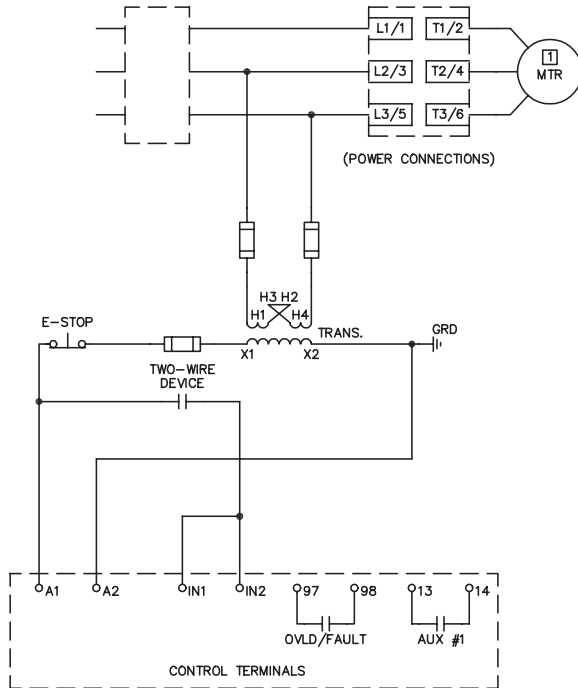 L1/1 T1/2
1
L2/3 T2/4 MTR
L3/5 T3/6
(POWER CONNECTIONS)
H3 H2
H1 H4
E-STOP TRANS. GRD
X1 X2
TWO-WIRE
DEVICE
A1 A2 IN1 IN2 97 98 13 14
OVLD/FAULT AUX #1
CONTROL TERMINALS